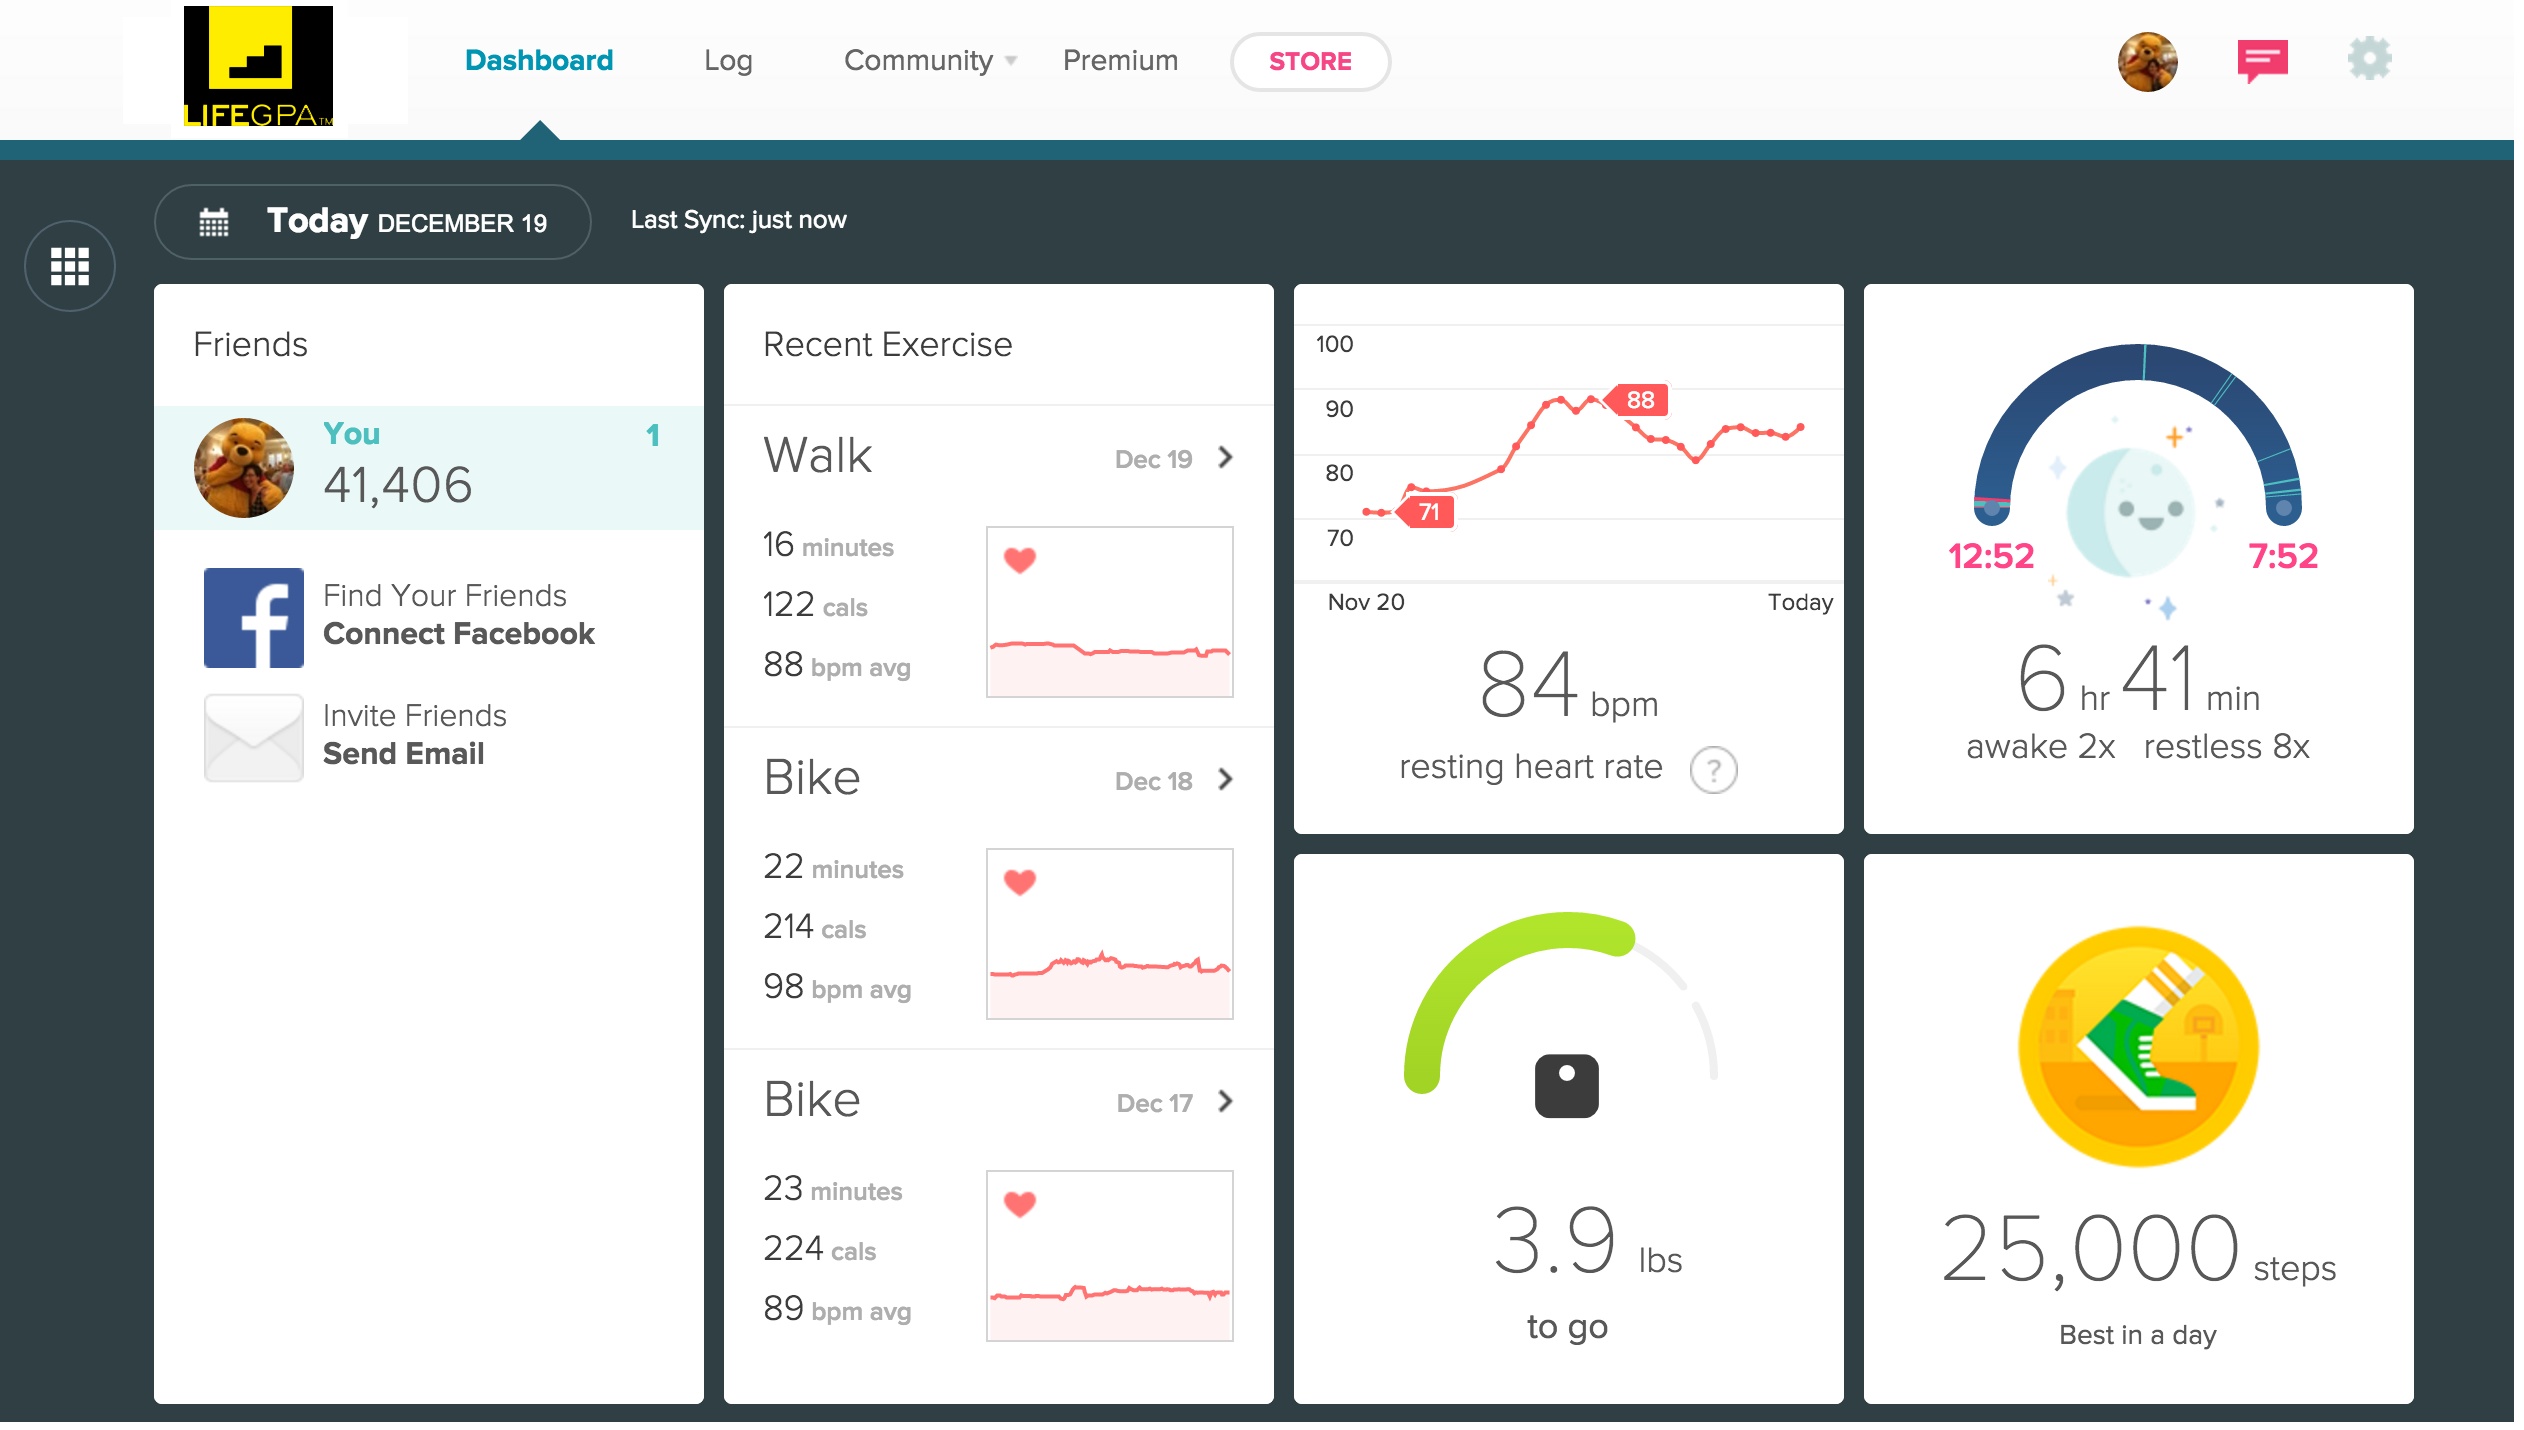 LIFEGPA™
Dashboard
Log
Community
Premium
STORE
Today DECEMBER 19
Last Sync: just now
Friends
You
1
41,406
Find Your Friends
Connect Facebook
Invite Friends
Send Email
Recent Exercise
Walk
Dec 19
16 minutes
122 cals
88 bpm avg
Bike
Dec 18
22 minutes
214 cals
98 bpm avg
Bike
Dec 17
23 minutes
224 cals
89 bpm avg
100
90
80
70
88
71
Nov 20
Today
84 bpm
resting heart rate
?
12:52
7:52
6 hr 41 min
awake 2x restless 8x
3.9 lbs
to go
25,000 steps
Best in a day